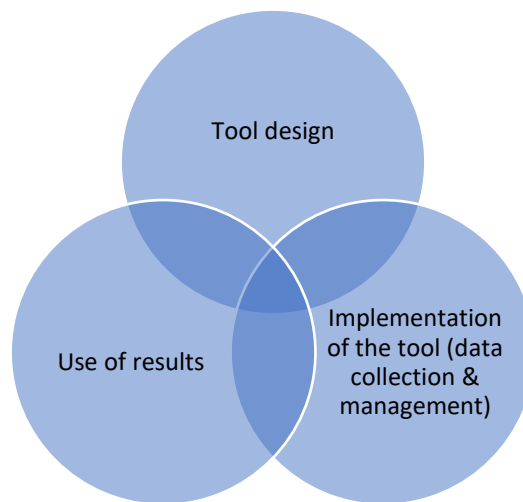 Tool design
Use of results
Implementation
of the tool (data
collection &
management)